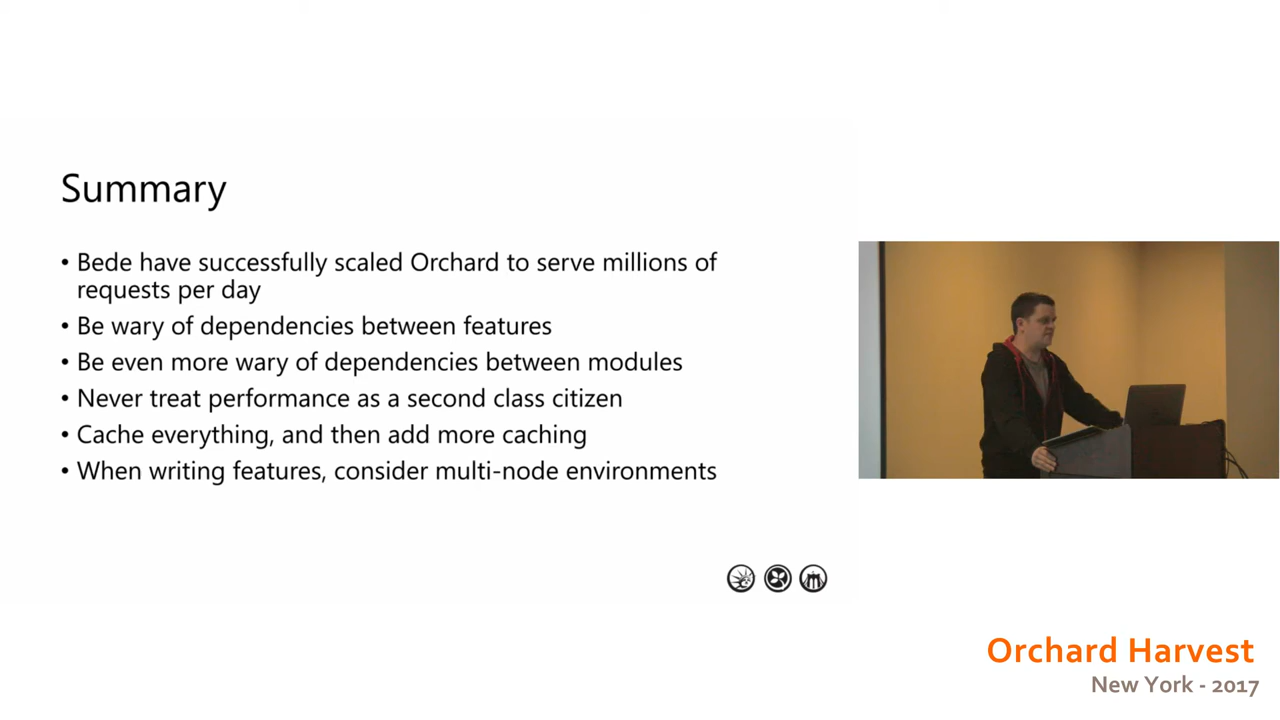 Summary
• Bede have successfully scaled Orchard to serve millions of
requests per day
• Be wary of dependencies between features
• Be even more wary of dependencies between modules
• Never treat performance as a second class citizen
• Cache everything, and then add more caching
• When writing features, consider multi-node environments
Orchard Harvest
New York - 2017